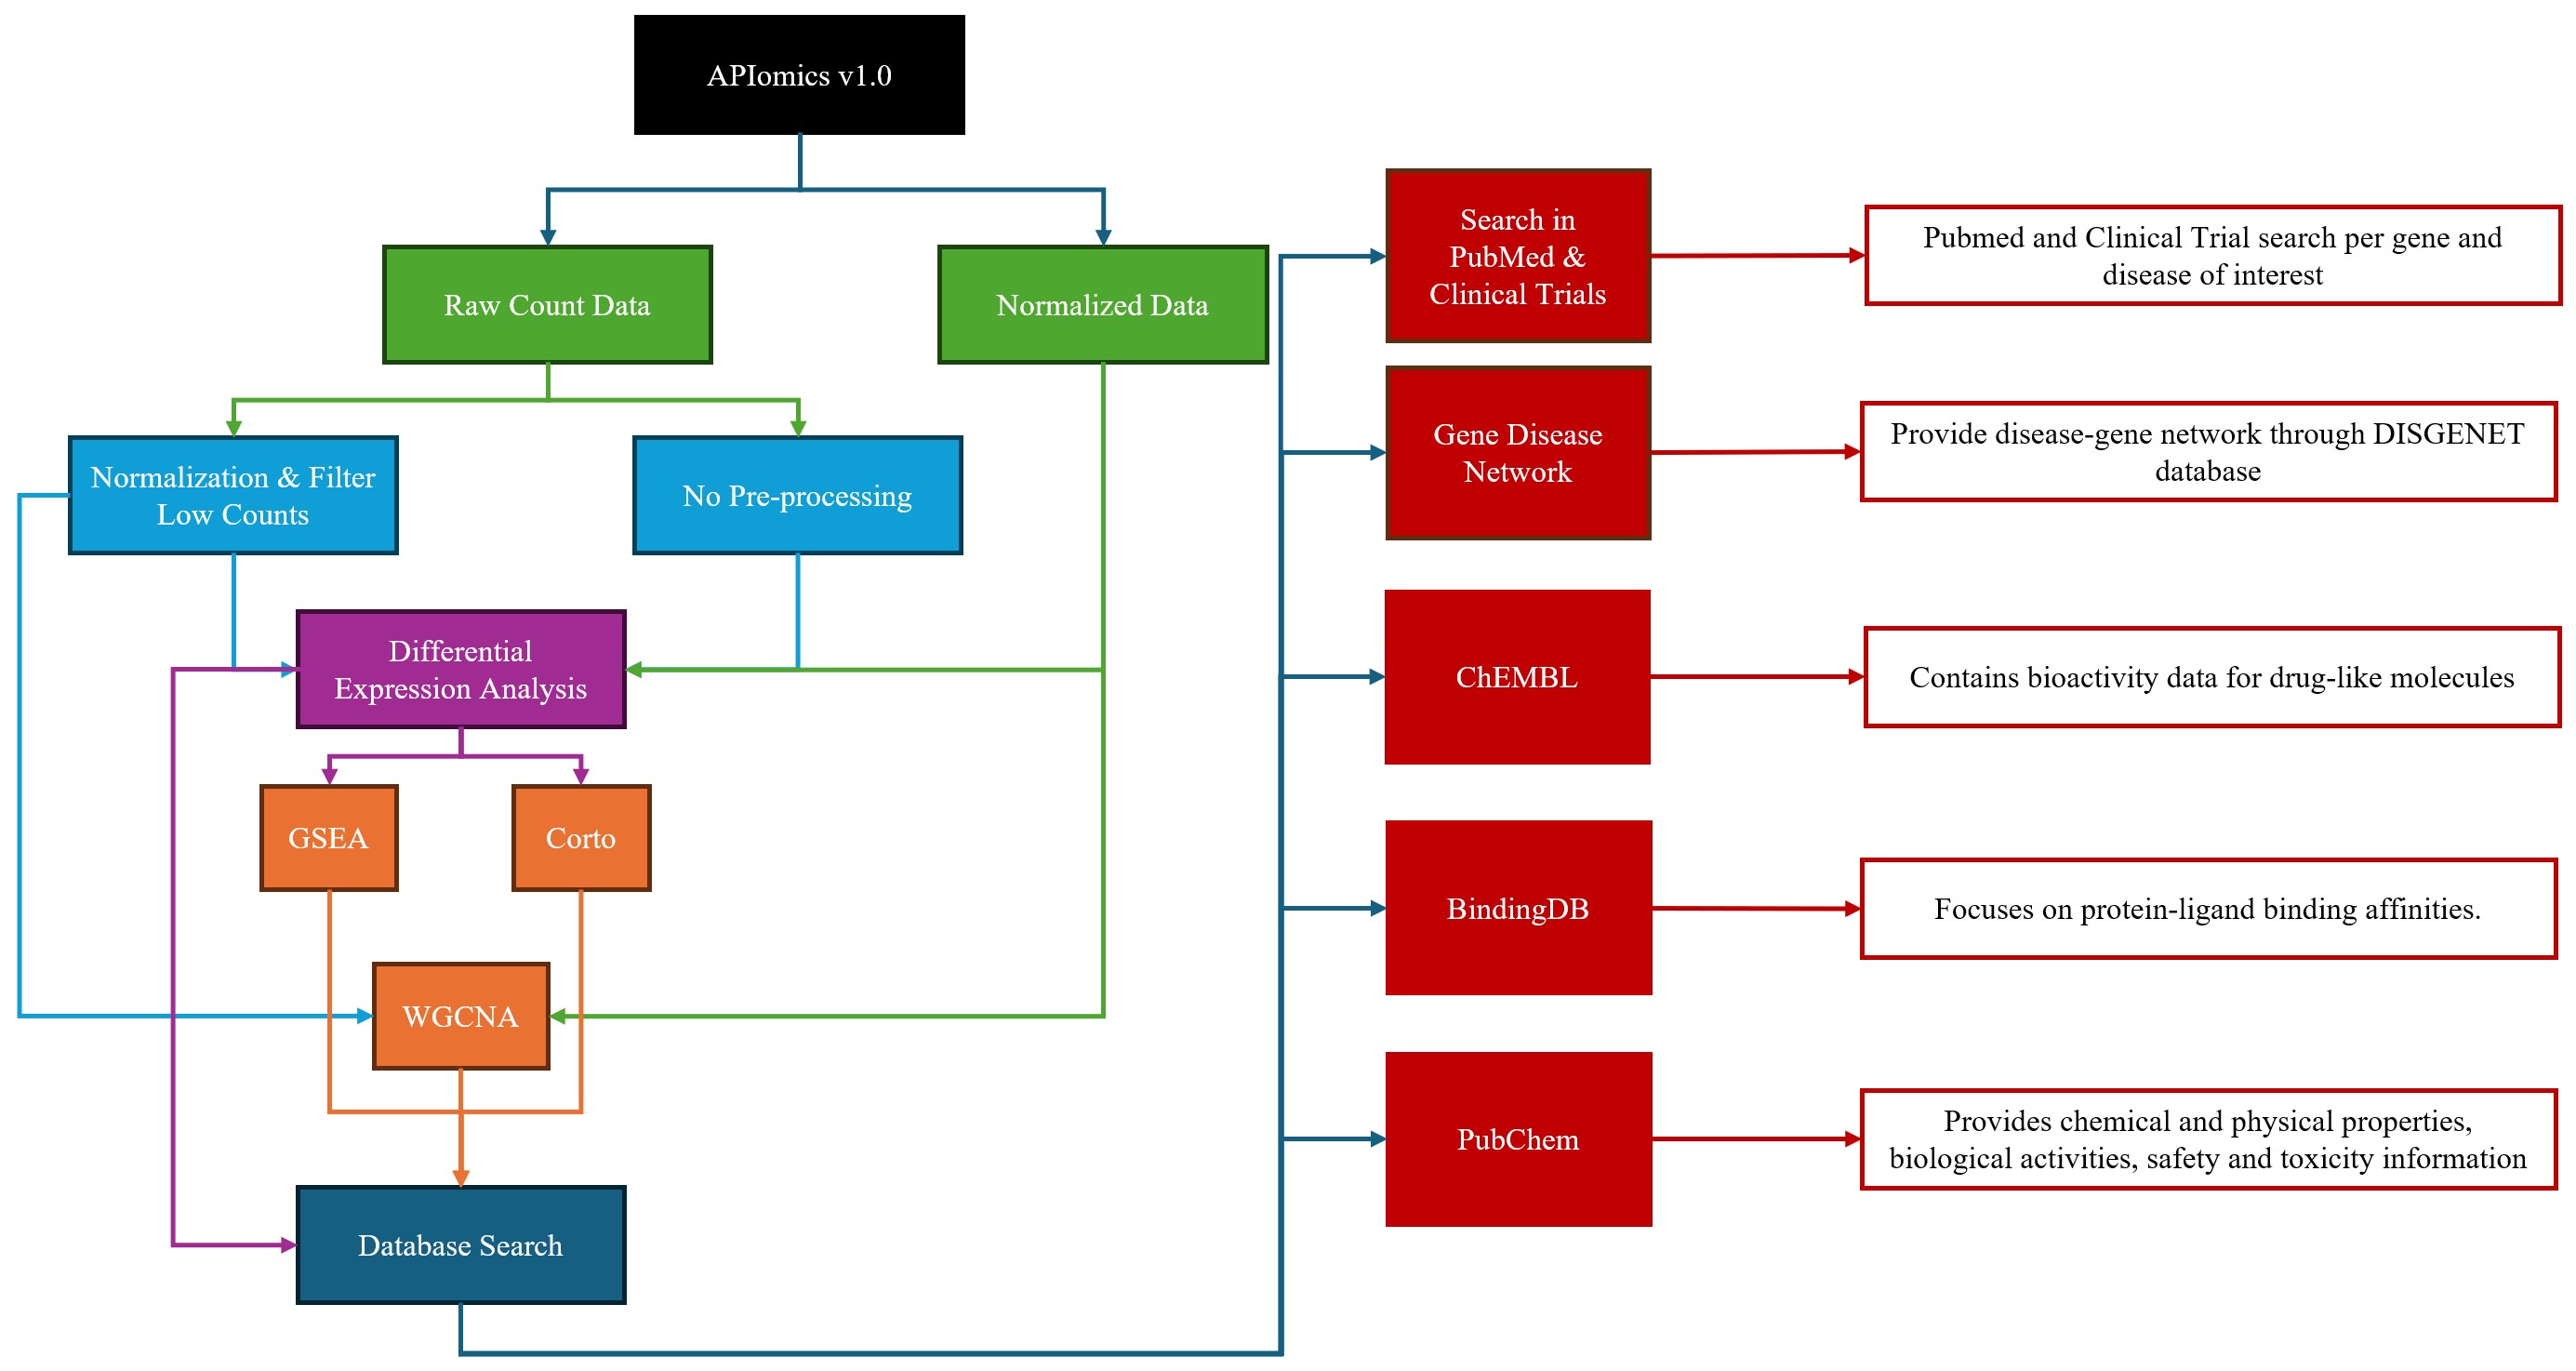 APIomics v1.0
Raw Count Data
Normalized Data
Normalization & Filter
Low Counts
No Pre-processing
Differential
Expression Analysis
GSEA
Corto
WGCNA
Database Search
Search in
PubMed &
Clinical Trials
Pubmed and Clinical Trial search per gene and
disease of interest
Gene Disease
Network
Provide disease-gene network through DISGENET
database
ChEMBL
Contains bioactivity data for drug-like molecules
BindingDB
Focuses on protein-ligand binding affinities.
PubChem
Provides chemical and physical properties,
biological activities, safety and toxicity information